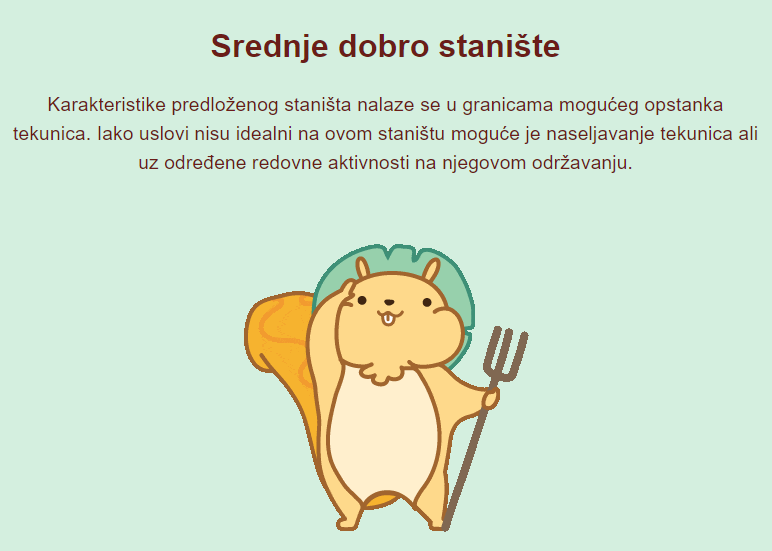 Srednje dobro stanište
Karakteristike predloženog staništa nalaze se u granicama mogućeg opstanka
tekunica. Iako uslovi nisu idealni na ovom staništu moguće je naseljavanje tekunica ali
uz određene redovne aktivnosti na njegovom održavanju.